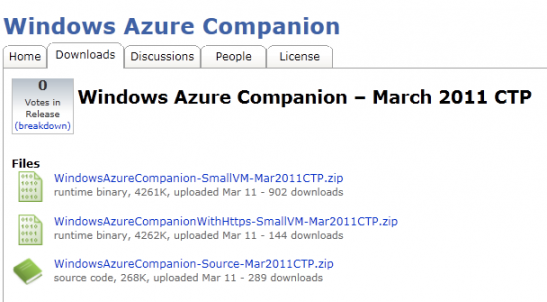 Windows Azure Companion
Home Downloads Discussions People License
0
Votes in
Release
(breakdown)
Windows Azure Companion – March 2011 CTP
Files
WindowsAzureCompanion-SmallVM-Mar2011CTP.zip
runtime binary, 4261K, uploaded Mar 11 - 902 downloads
WindowsAzureCompanionWithHttps-SmallVM-Mar2011CTP.zip
runtime binary, 4262K, uploaded Mar 11 - 144 downloads
WindowsAzureCompanion-Source-Mar2011CTP.zip
source code, 268K, uploaded Mar 11 - 289 downloads